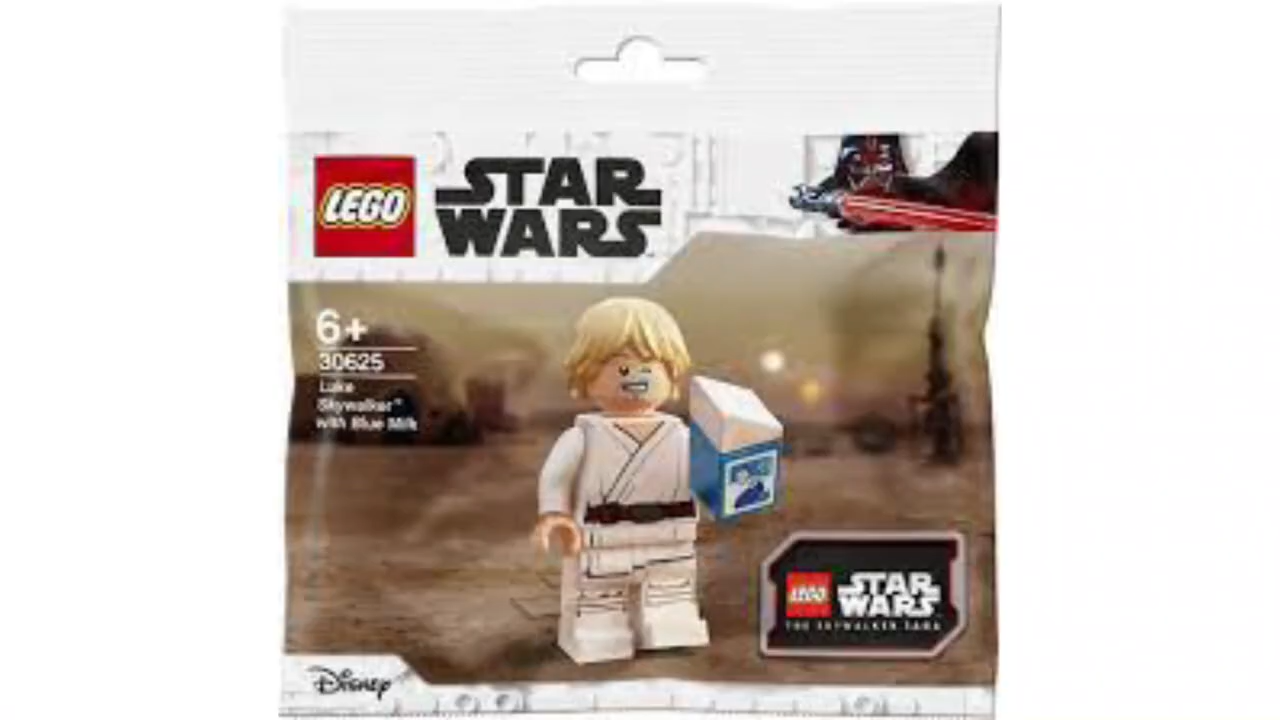 LEGO
STAR
WARS
6+
30625
Luke
Skywalker™
with Blue Milk
LEGO
STAR
WARS
THE SKYWALKER SAGA
Disney